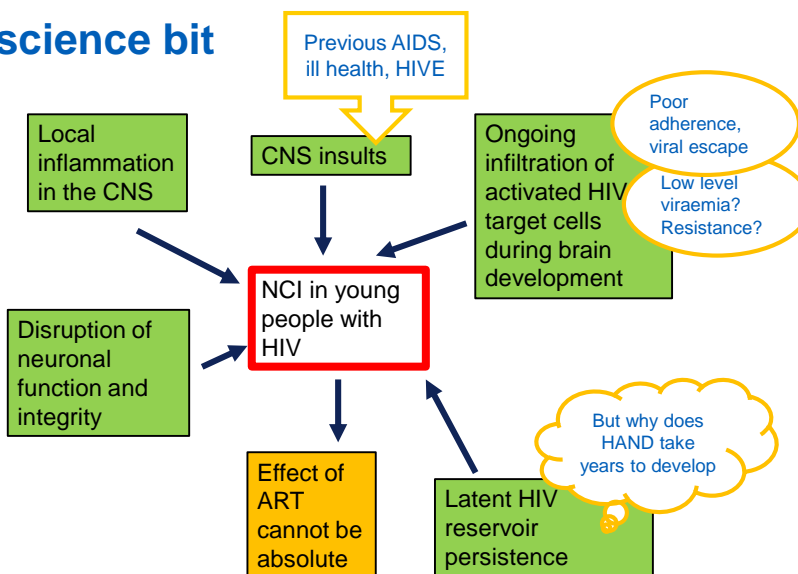 science bit
Previous AIDS,
ill health, HIVE
Local
inflammation
in the CNS
CNS insults
Ongoing
infiltration of
activated HIV
target cells
during brain
development
Poor
adherence,
viral escape
Low level
viraemia?
Resistance?
NCI in young
people with
HIV
Disruption of
neuronal
function and
integrity
But why does
HAND take
years to develop
Effect of
ART
cannot be
absolute
Latent HIV
reservoir
persistence